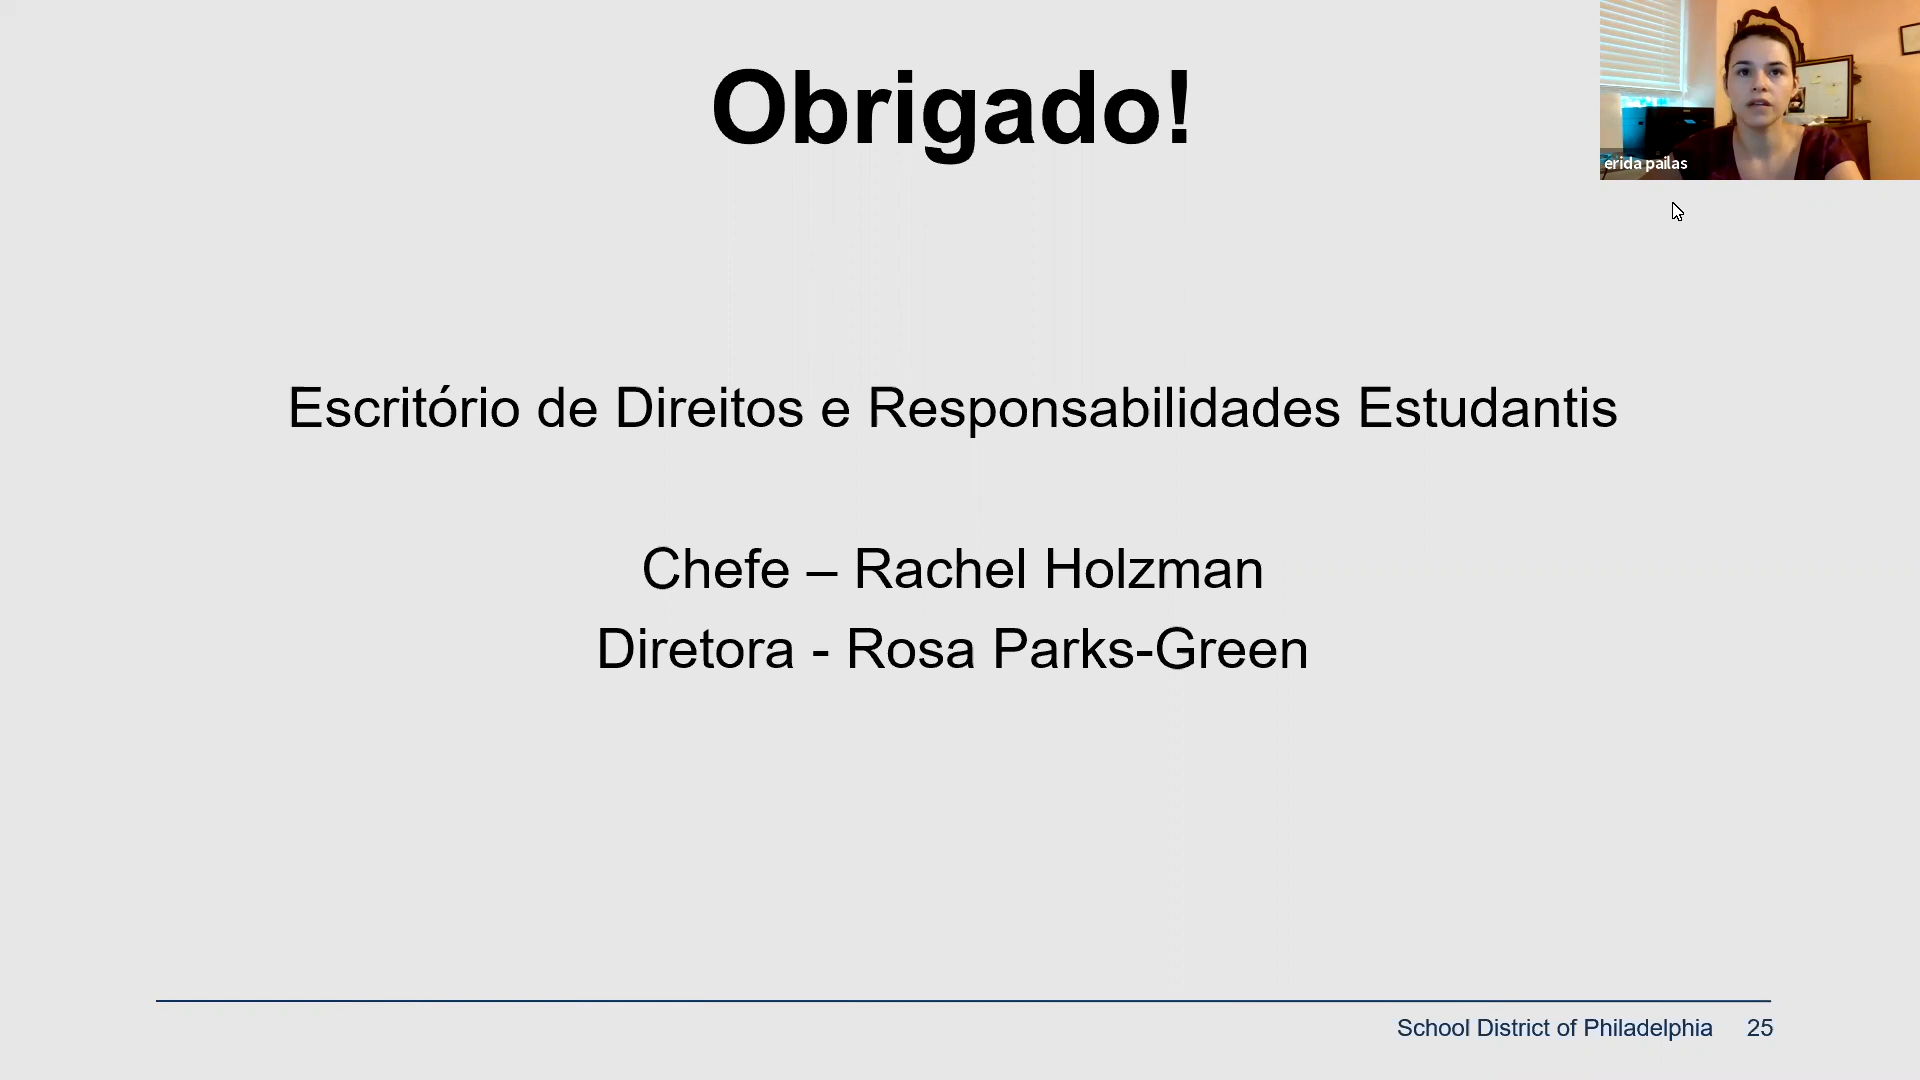 Obrigado!
erida pailas
Escritório de Direitos e Responsabilidades Estudantis
Chefe – Rachel Holzman
Diretora - Rosa Parks-Green
School District of Philadelphia 25